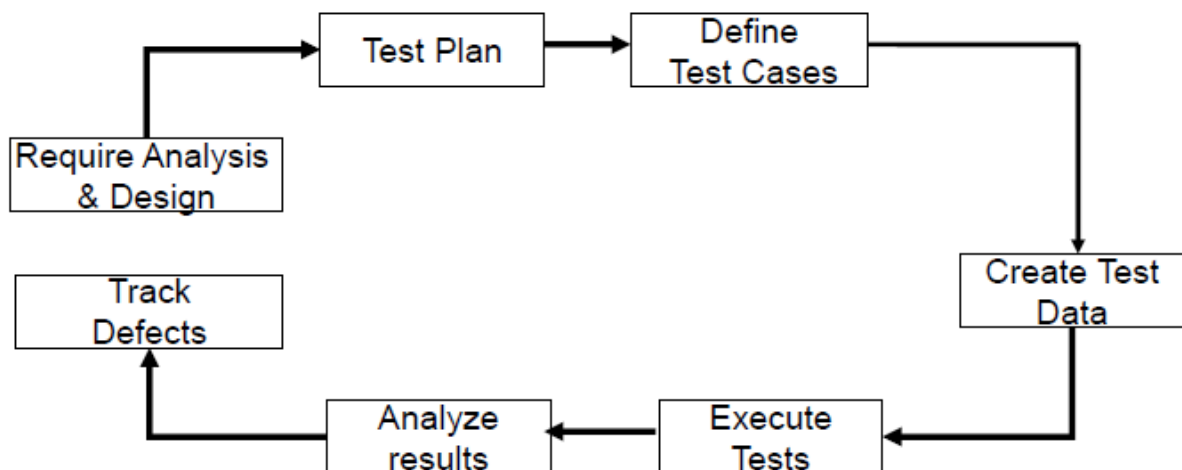 Test Plan
Define
Test Cases
Require Analysis
& Design
Create Test
Data
Execute
Tests
Analyze
results
Track
Defects